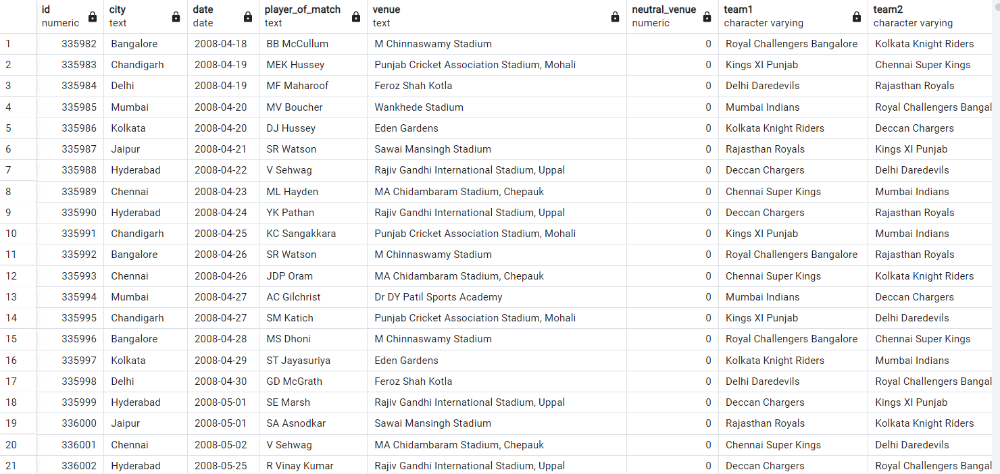 id city date player_of_match venue neutral_venue team1 team2
numeric text date text text numeric character varying character varying
1 335982 Bangalore 2008-04-18 BB McCullum M Chinnaswamy Stadium 0 Royal Challengers Bangalore Kolkata Knight Riders
2 335983 Chandigarh 2008-04-19 MEK Hussey Punjab Cricket Association Stadium, Mohali 0 Kings XI Punjab Chennai Super Kings
3 335984 Delhi 2008-04-19 MF Maharoof Feroz Shah Kotla 0 Delhi Daredevils Rajasthan Royals
4 335985 Mumbai 2008-04-20 MV Boucher Wankhede Stadium 0 Mumbai Indians Royal Challengers Bangal
5 335986 Kolkata 2008-04-20 DJ Hussey Eden Gardens 0 Kolkata Knight Riders Deccan Chargers
6 335987 Jaipur 2008-04-21 SR Watson Sawai Mansingh Stadium 0 Rajasthan Royals Kings XI Punjab
7 335988 Hyderabad 2008-04-22 V Sehwag Rajiv Gandhi International Stadium, Uppal 0 Deccan Chargers Delhi Daredevils
8 335989 Chennai 2008-04-23 ML Hayden MA Chidambaram Stadium, Chepauk 0 Chennai Super Kings Mumbai Indians
9 335990 Hyderabad 2008-04-24 YK Pathan Rajiv Gandhi International Stadium, Uppal 0 Deccan Chargers Rajasthan Royals
10 335991 Chandigarh 2008-04-25 KC Sangakkara Punjab Cricket Association Stadium, Mohali 0 Kings XI Punjab Mumbai Indians
11 335992 Bangalore 2008-04-26 SR Watson M Chinnaswamy Stadium 0 Royal Challengers Bangalore Rajasthan Royals
12 335993 Chennai 2008-04-26 JDP Oram MA Chidambaram Stadium, Chepauk 0 Chennai Super Kings Kolkata Knight Riders
13 335994 Mumbai 2008-04-27 AC Gilchrist Dr DY Patil Sports Academy 0 Mumbai Indians Deccan Chargers
14 335995 Chandigarh 2008-04-27 SM Katich Punjab Cricket Association Stadium, Mohali 0 Kings XI Punjab Delhi Daredevils
15 335996 Bangalore 2008-04-28 MS Dhoni M Chinnaswamy Stadium 0 Royal Challengers Bangalore Chennai Super Kings
16 335997 Kolkata 2008-04-29 ST Jayasuriya Eden Gardens 0 Kolkata Knight Riders Mumbai Indians
17 335998 Delhi 2008-04-30 GD McGrath Feroz Shah Kotla 0 Delhi Daredevils Royal Challengers Bangal
18 335999 Hyderabad 2008-05-01 SE Marsh Rajiv Gandhi International Stadium, Uppal 0 Deccan Chargers Kings XI Punjab
19 336000 Jaipur 2008-05-01 SA Asnodkar Sawai Mansingh Stadium 0 Rajasthan Royals Kolkata Knight Riders
20 336001 Chennai 2008-05-02 V Sehwag MA Chidambaram Stadium, Chepauk 0 Chennai Super Kings Delhi Daredevils
21 336002 Hyderabad 2008-05-25 R Vinay Kumar Rajiv Gandhi International Stadium, Uppal 0 Deccan Chargers Royal Challengers Bangal